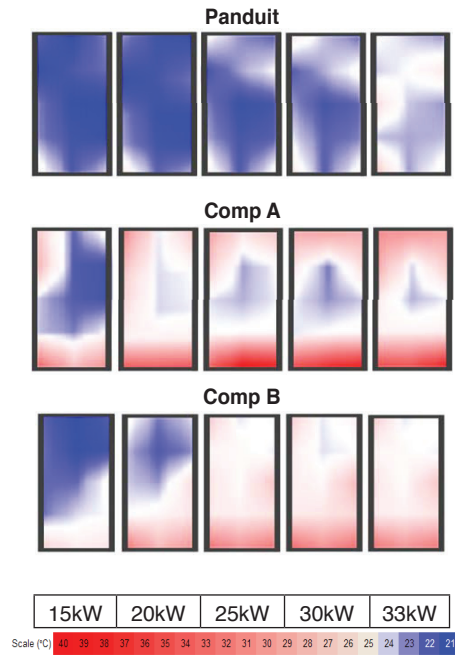 Panduit
Comp A
Comp B
15kW 20kW 25kW 30kW 33kW
Scale (°C) 40 39 38 37 36 35 34 33 32 31 30 29 28 27 26 25 24 23 22 21